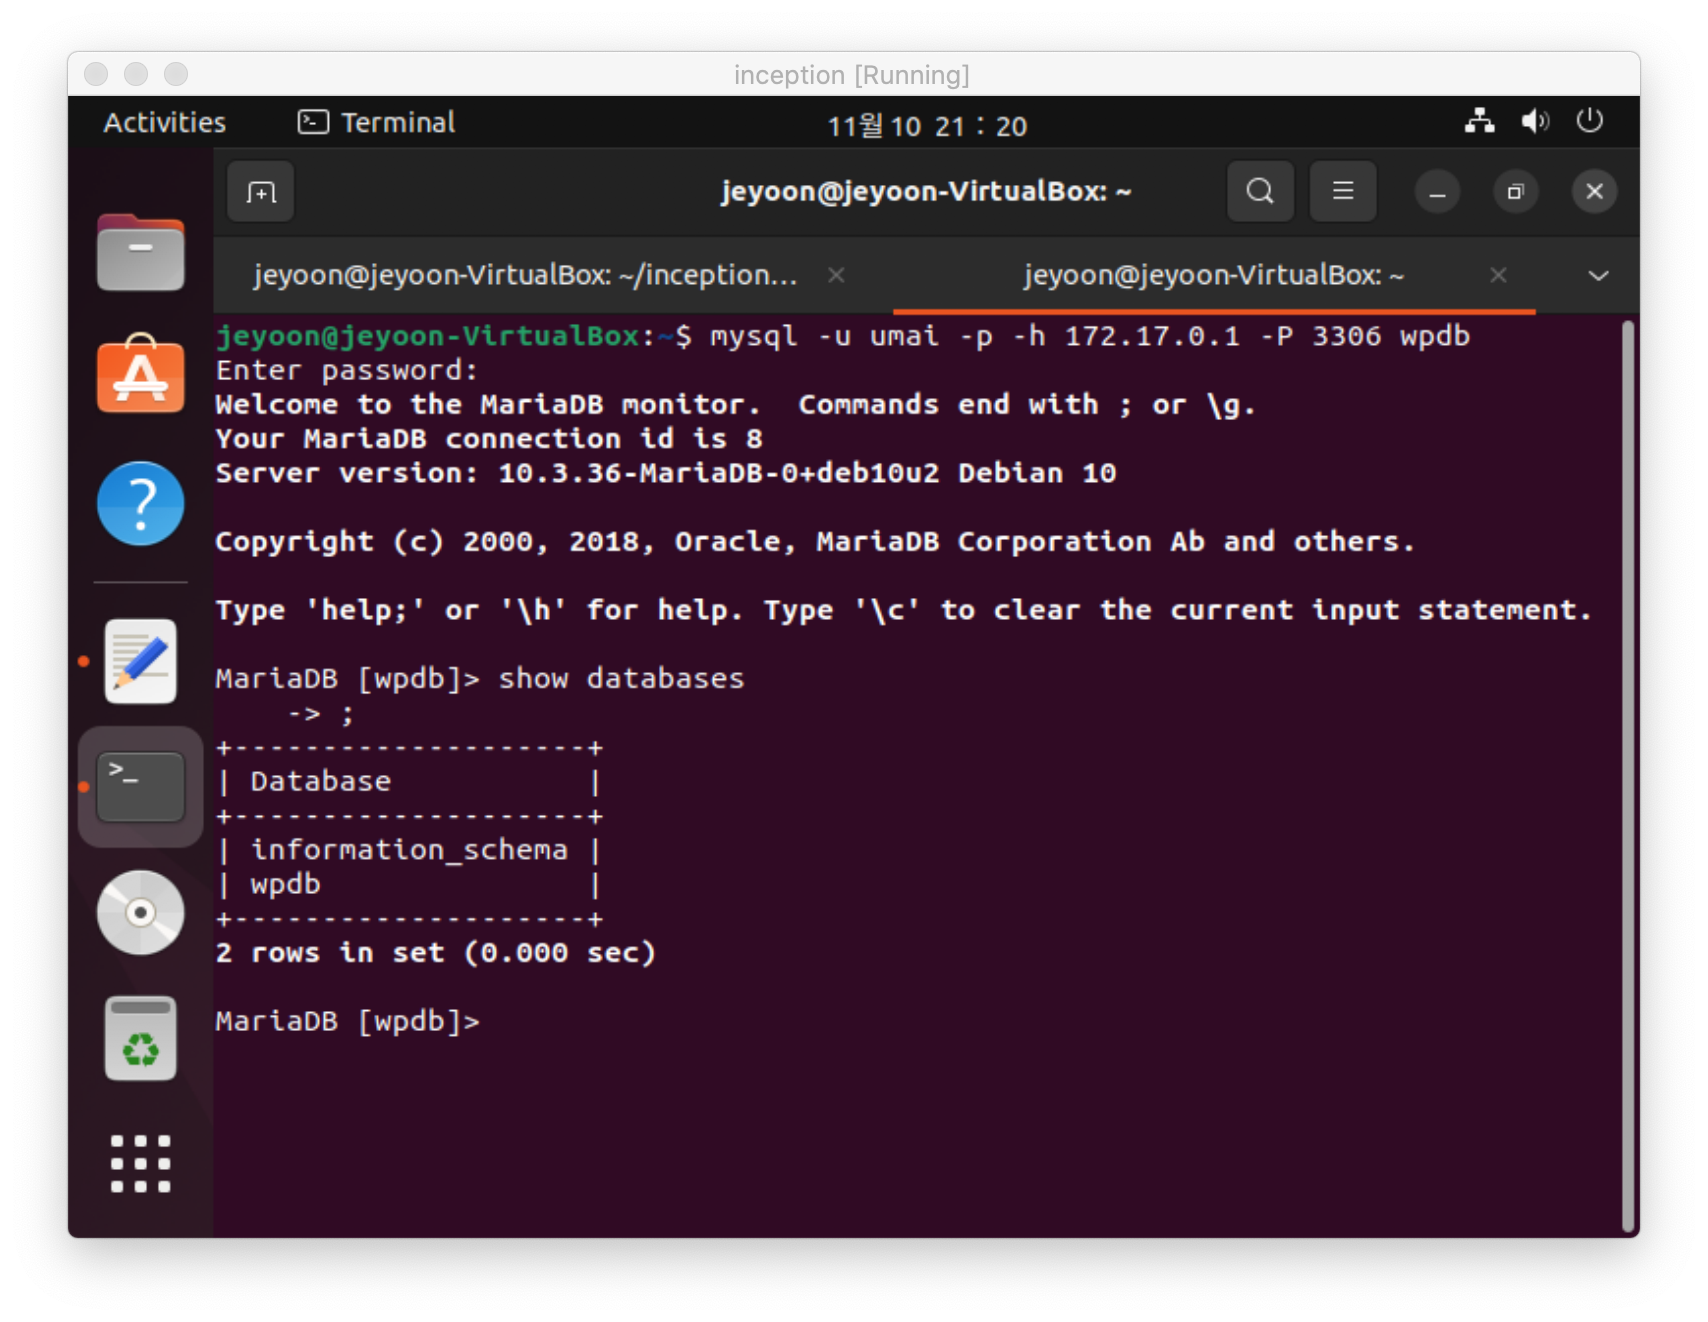 inception [Running]
Activities
Terminal
11월 10 21 : 20
jeyoon@jeyoon-VirtualBox: ~
jeyoon@jeyoon-VirtualBox: ~/inception...
jeyoon@jeyoon-VirtualBox: ~
jeyoon@jeyoon-VirtualBox:~$ mysql -u umai -p -h 172.17.0.1 -P 3306 wpdb
Enter password:
Welcome to the MariaDB monitor.  Commands end with ; or \g.
Your MariaDB connection id is 8
Server version: 10.3.36-MariaDB-0+deb10u2 Debian 10
Copyright (c) 2000, 2018, Oracle, MariaDB Corporation Ab and others.
Type 'help;' or '\h' for help. Type '\c' to clear the current input statement.
MariaDB [wpdb]> show databases
    -> ;
+--------------------+
| Database           |
+--------------------+
| information_schema |
| wpdb               |
+--------------------+
2 rows in set (0.000 sec)
MariaDB [wpdb]>